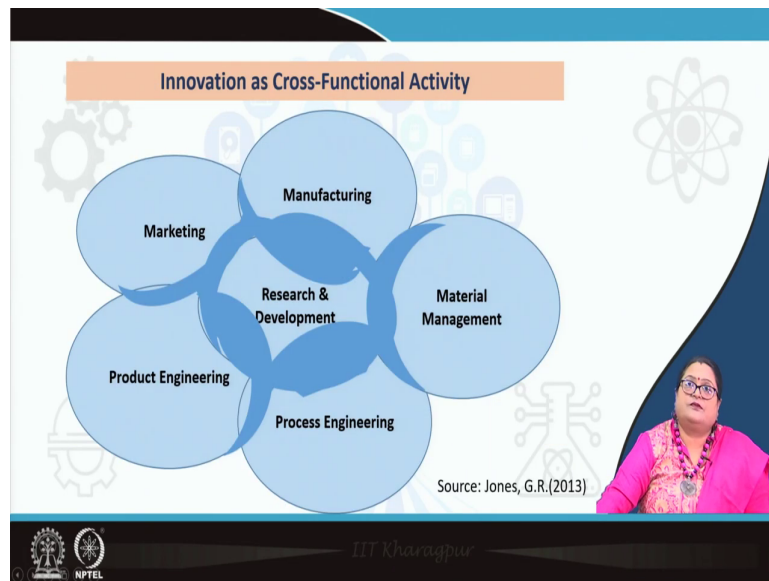 Innovation as Cross-Functional Activity
Manufacturing
Marketing
Research &
Development
Material
Management
Product Engineering
Process Engineering
Source: Jones, G.R.(2013)
IIT Kharagpur
NPTEL